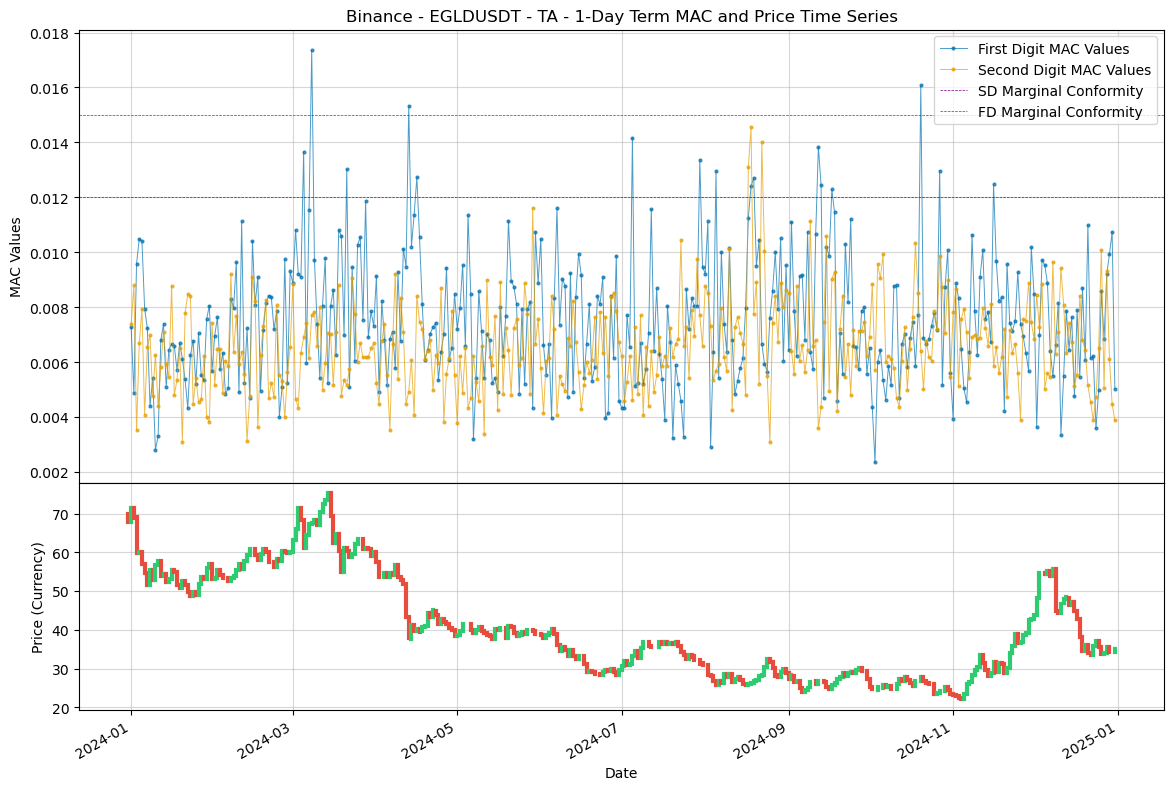 Binance - EGLDUSDT - TA - 1-Day Term MAC and Price Time Series
First Digit MAC Values
Second Digit MAC Values
SD Marginal Conformity
FD Marginal Conformity
MAC Values
0.018
0.016
0.014
0.012
0.010
0.008
0.006
0.004
0.002
Price (Currency)
70
60
50
40
30
20
2024-01
2024-03
2024-05
2024-07
2024-09
2024-11
2025-01
Date